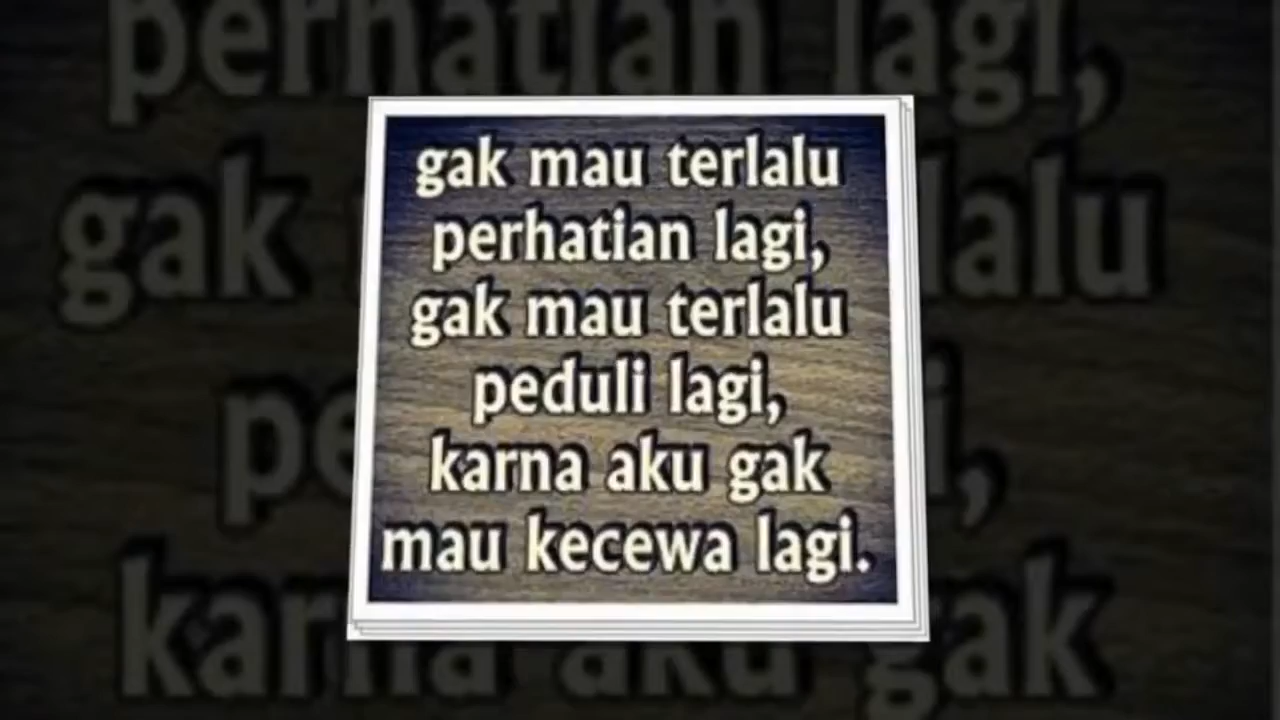 gak mau terlalu
perhatian lagi,
gak mau terlalu
peduli lagi,
karna aku gak
mau kecewa lagi.